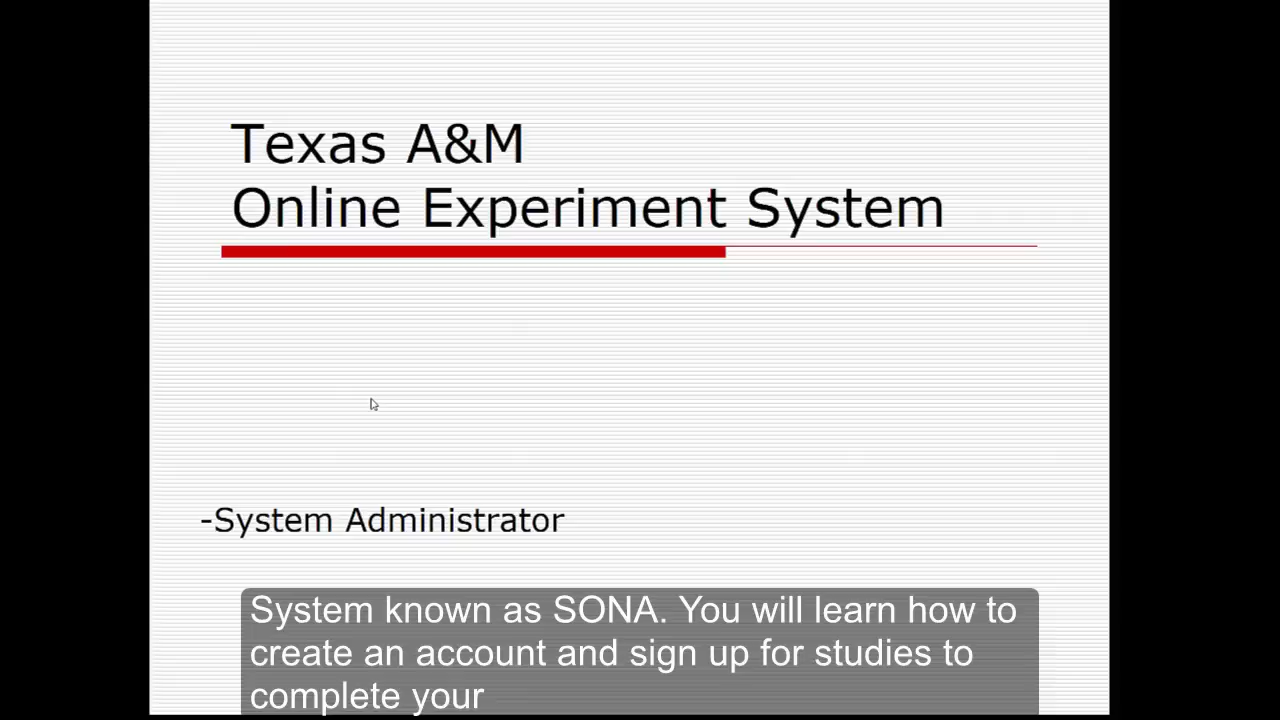 Texas A&M
Online Experiment System
-System Administrator
System known as SONA. You will learn how to
create an account and sign up for studies to
complete your